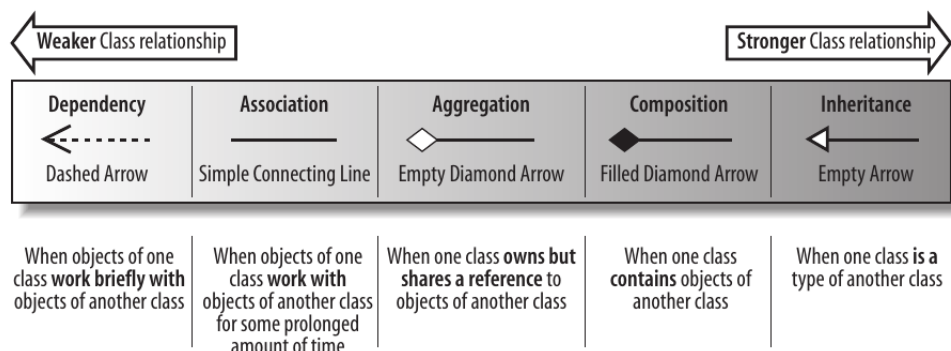 Weaker Class relationship
Stronger Class relationship
Dependency
Association
Aggregation
Composition
Inheritance
Dashed Arrow
Simple Connecting Line
Empty Diamond Arrow
Filled Diamond Arrow
Empty Arrow
When objects of one
class work briefly with
objects of another class
When objects of one
class work with
objects of another class
for some prolonged
amount of time
When one class owns but
shares a reference to
objects of another class
When one class
contains objects of
another class
When one class is a
type of another class